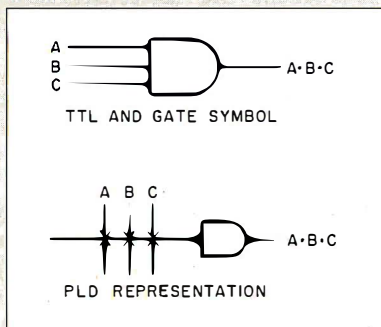 A
B
C
A•B•C
TTL AND GATE SYMBOL
A B C
A•B•C
PLD REPRESENTATION